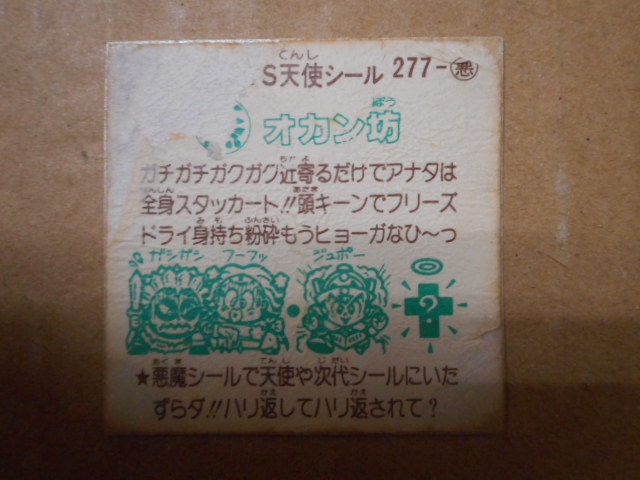 S天使シール 277-悪
オカン坊
ガチガチガクガク近寄るだけでアナタは
全身スタッカート!!頭キーンでフリーズ
ドライ身持ち粉砕もうヒョーガなひ〜っ
ガシガシ フーフッ ジュポー
?
★悪魔シールで天使や次代シールにいた
ずらダ!!ハリ返してハリ返されて?